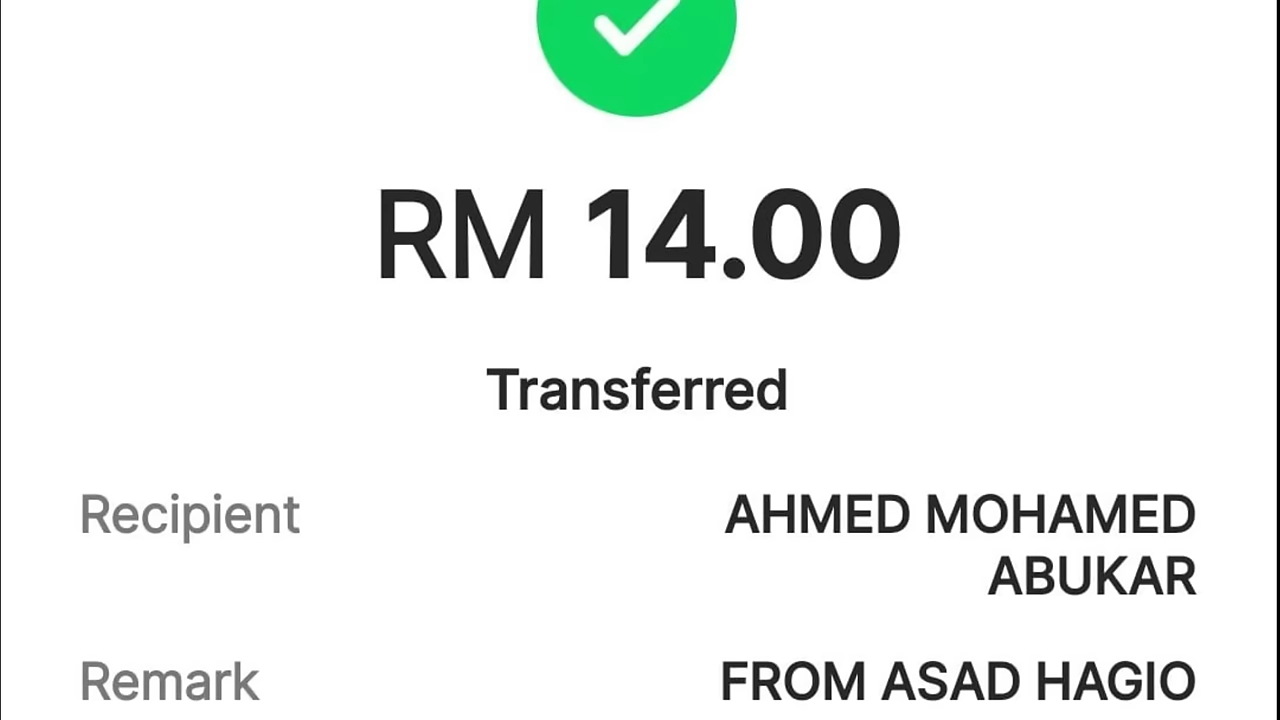 RM 14.00
Transferred
Recipient AHMED MOHAMED
ABUKAR
Remark FROM ASAD HAGIO